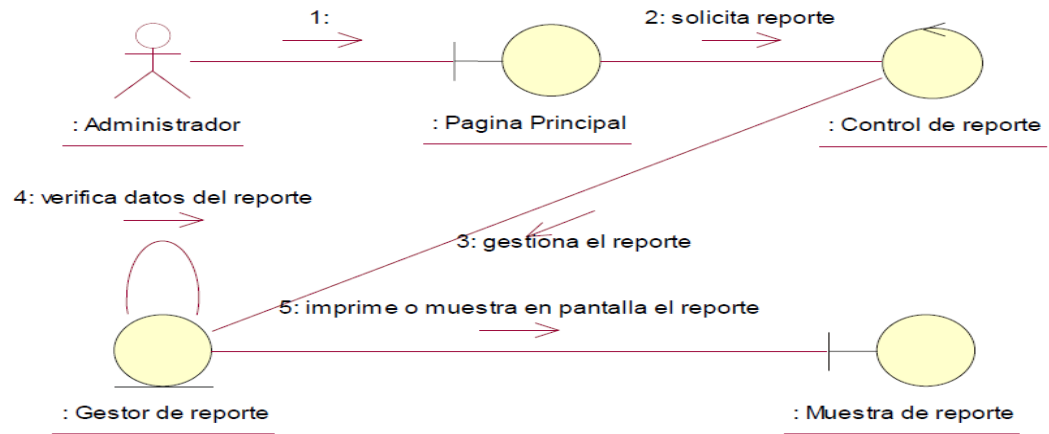 1:
2: solicita reporte
: Administrador
: Pagina Principal
: Control de reporte
4: verifica datos del reporte
3: gestiona el reporte
5: imprime o muestra en pantalla el reporte
: Gestor de reporte
: Muestra de reporte